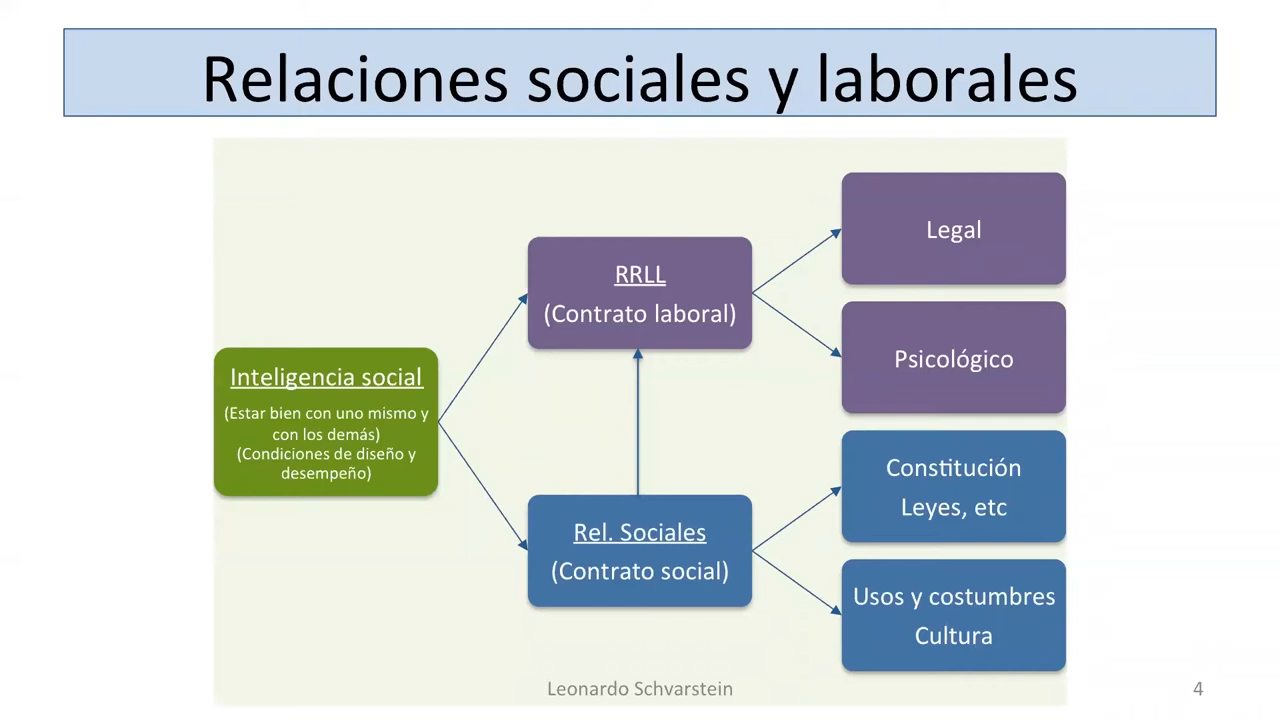 Relaciones sociales y laborales
Inteligencia social
(Estar bien con uno mismo y
con los demás)
(Condiciones de diseño y
desempeño)
RRLL
(Contrato laboral)
Rel. Sociales
(Contrato social)
Legal
Psicológico
Constitución
Leyes, etc
Usos y costumbres
Cultura
Leonardo Schvarstein
4